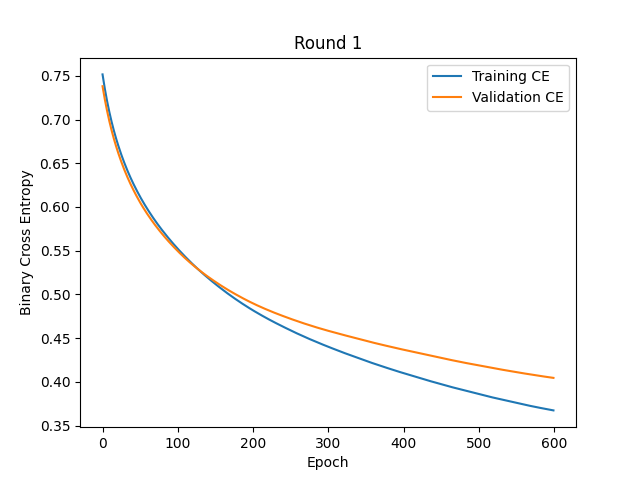 Round 1
Training CE
Validation CE
Binary Cross Entropy
0.75
0.70
0.65
0.60
0.55
0.50
0.45
0.40
0.35
0 100 200 300 400 500 600
Epoch